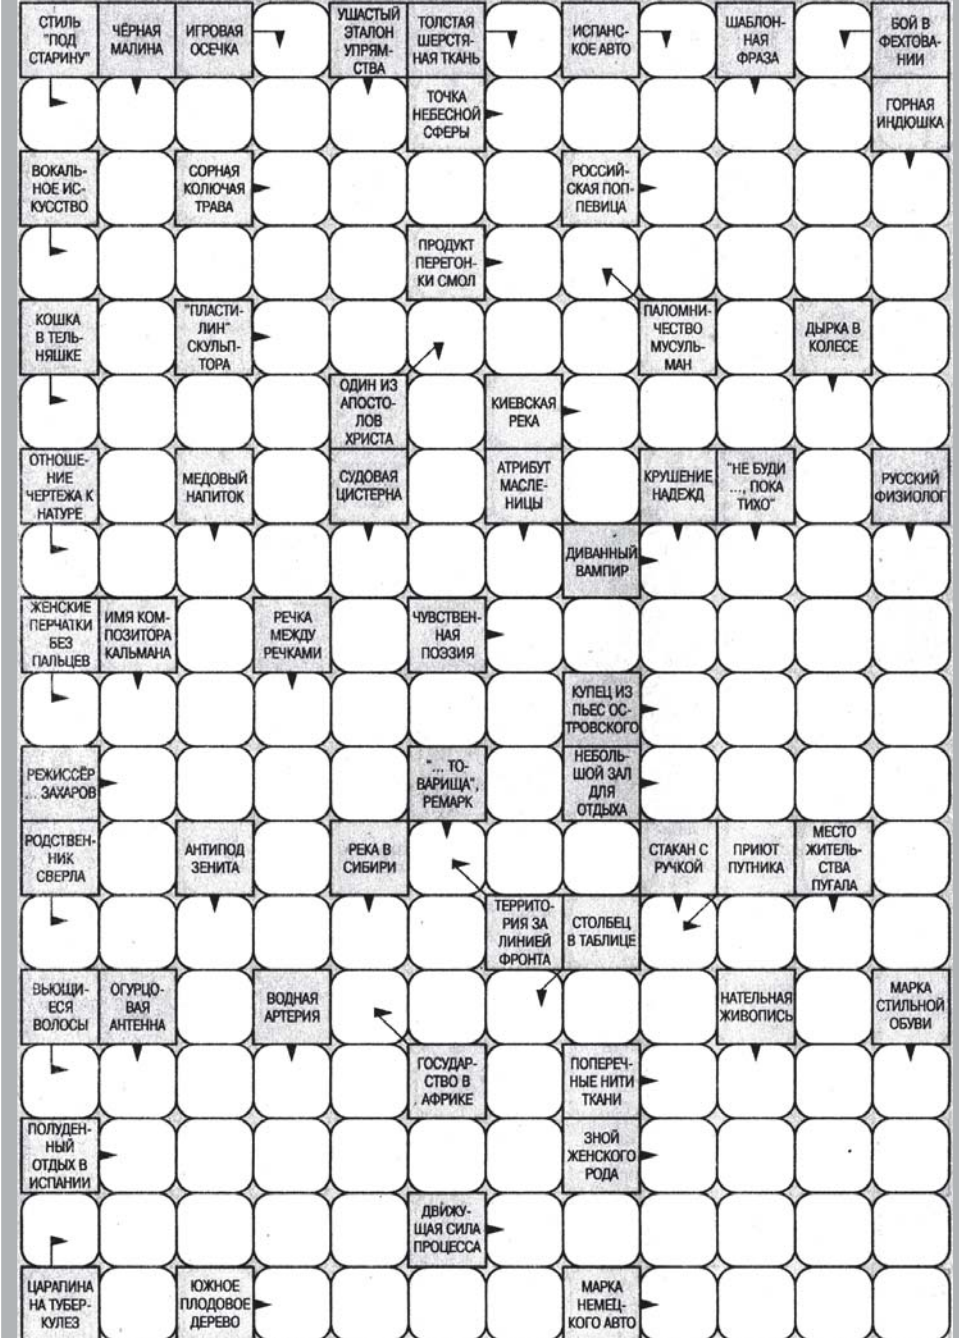 СТИЛЬ
"ПОД
СТАРИНУ"
ЧЁРНАЯ
МАЛИНА
ИГРОВАЯ
ОСЕЧКА
УШАСТЫЙ
ЭТАЛОН
УПРЯМ-
СТВА
ТОЛСТАЯ
ШЕРСТЯ-
НАЯ ТКАНЬ
ИСПАНС-
КОЕ АВТО
ШАБЛОН-
НАЯ
ФРАЗА
БОЙ В
ФЕХТОВА-
НИИ
ТОЧКА
НЕБЕСНОЙ
СФЕРЫ
ГОРНАЯ
ИНДЮШКА
ВОКАЛЬ-
НОЕ ИС-
КУССТВО
СОРНАЯ
КОЛЮЧАЯ
ТРАВА
РОССИЙ-
СКАЯ ПОП-
ПЕВИЦА
ПРОДУКТ
ПЕРЕГОН-
КИ СМОЛ
КОШКА
В ТЕЛЬ-
НЯШКЕ
"ПЛАСТИ-
ЛИН"
СКУЛЬП-
ТОРА
ПАЛОМНИ-
ЧЕСТВО
МУСУЛЬ-
МАН
ДЫРКА В
КОЛЕСЕ
ОДИН ИЗ
АПОСТО-
ЛОВ
ХРИСТА
КИЕВСКАЯ
РЕКА
ОТНОШЕ-
НИЕ
ЧЕРТЕЖА К
НАТУРЕ
МЕДОВЫЙ
НАПИТОК
СУДОВАЯ
ЦИСТЕРНА
АТРИБУТ
МАСЛЕ-
НИЦЫ
КРУШЕНИЕ
НАДЕЖД
"НЕ БУДИ
..., ПОКА
ТИХО"
РУССКИЙ
ФИЗИОЛОГ
ДИВАННЫЙ
ВАМПИР
ЖЕНСКИЕ
ПЕРЧАТКИ
БЕЗ
ПАЛЬЦЕВ
ИМЯ КОМ-
ПОЗИТОРА
КАЛЬМАНА
РЕЧКА
МЕЖДУ
РЕЧКАМИ
ЧУВСТВЕН-
НАЯ
ПОЭЗИЯ
КУПЕЦ ИЗ
ПЬЕС ОС-
ТРОВСКОГО
РЕЖИССЁР
... ЗАХАРОВ
"... ТО-
ВАРИЩА",
РЕМАРК
НЕБОЛЬ-
ШОЙ ЗАЛ
ДЛЯ
ОТДЫХА
РОДСТВЕН-
НИК
СВЕРЛА
АНТИПОД
ЗЕНИТА
РЕКА В
СИБИРИ
СТАКАН С
РУЧКОЙ
ПРИЮТ
ПУТНИКА
МЕСТО
ЖИТЕЛЬ-
СТВА
ПУГАЛА
ТЕРРИТО-
РИЯ ЗА
ЛИНИЕЙ
ФРОНТА
СТОЛБЕЦ
В ТАБЛИЦЕ
ВЬЮЩИ-
ЕСЯ
ВОЛОСЫ
ОГУРЦО-
ВАЯ
АНТЕННА
ВОДНАЯ
АРТЕРИЯ
НАТЕЛЬНАЯ
ЖИВОПИСЬ
МАРКА
СТИЛЬНОЙ
ОБУВИ
ГОСУДАР-
СТВО В
АФРИКЕ
ПОПЕРЕЧ-
НЫЕ НИТИ
ТКАНИ
ПОЛУДЕН-
НЫЙ
ОТДЫХ В
ИСПАНИИ
ЗНОЙ
ЖЕНСКОГО
РОДА
ДВИЖУ-
ЩАЯ СИЛА
ПРОЦЕССА
ЦАРАПИНА
НА ТУБЕР-
КУЛЕЗ
ЮЖНОЕ
ПЛОДОВОЕ
ДЕРЕВО
МАРКА
НЕМЕЦ-
КОГО АВТО